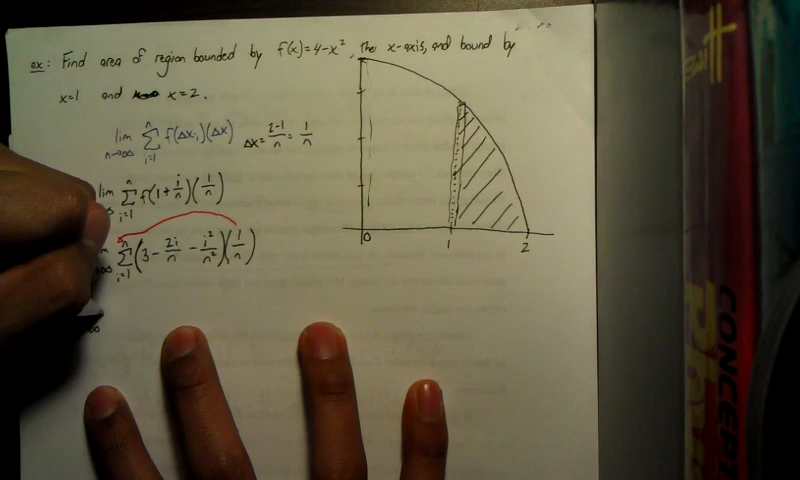 ex: Find area of region bounded by f(x)=4-x², the x-axis, and bound by
x=1 and x=2.
lim n→∞ n Σ i=1 f(Δxᵢ)(Δx) Δx= 2-1/n = 1/n
lim n Σ i=1 f(1+ i/n)(1/n)
n Σ i=1 (3- 2i/n - i²/n²)(1/n)
∞
0 1 2
CONCEPT